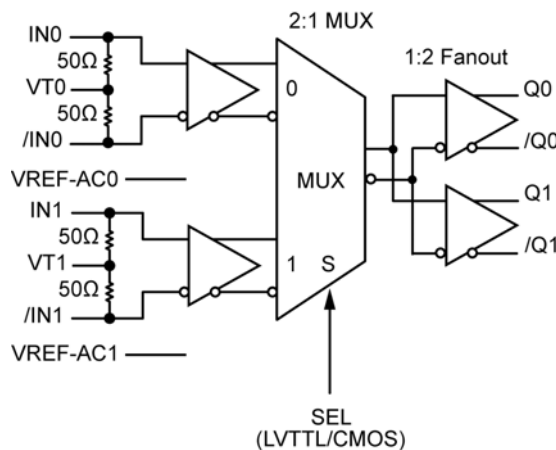 2:1 MUX
1:2 Fanout
IN0
50Ω
VT0
50Ω
/IN0
VREF-AC0
IN1
50Ω
VT1
50Ω
/IN1
VREF-AC1
0
MUX
1 S
Q0
/Q0
Q1
/Q1
SEL
(LVTTL/CMOS)